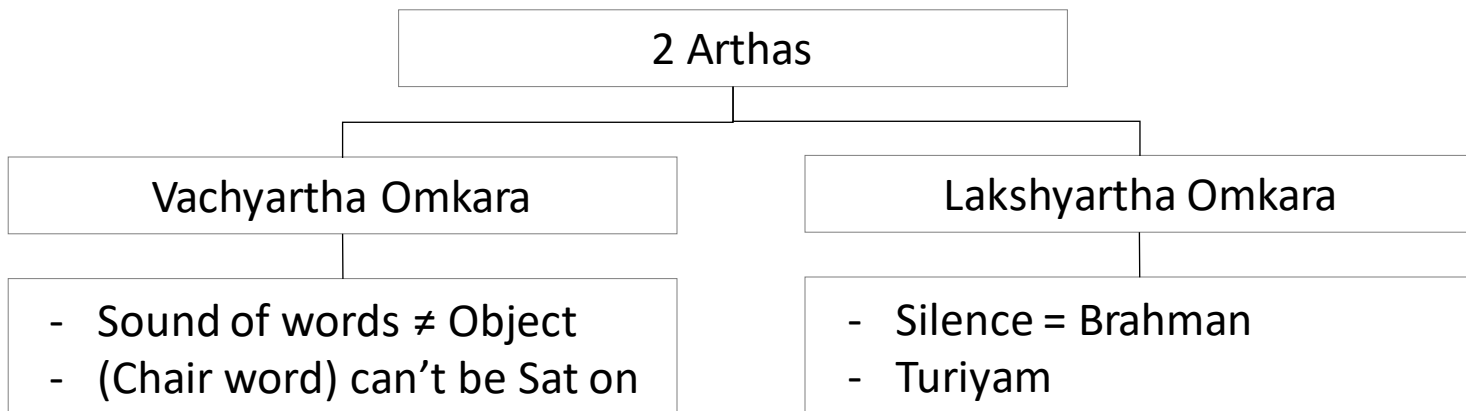 2 Arthas
Vachyartha Omkara
Lakshyartha Omkara
- Sound of words ≠ Object
- (Chair word) can’t be Sat on
- Silence = Brahman
- Turiyam